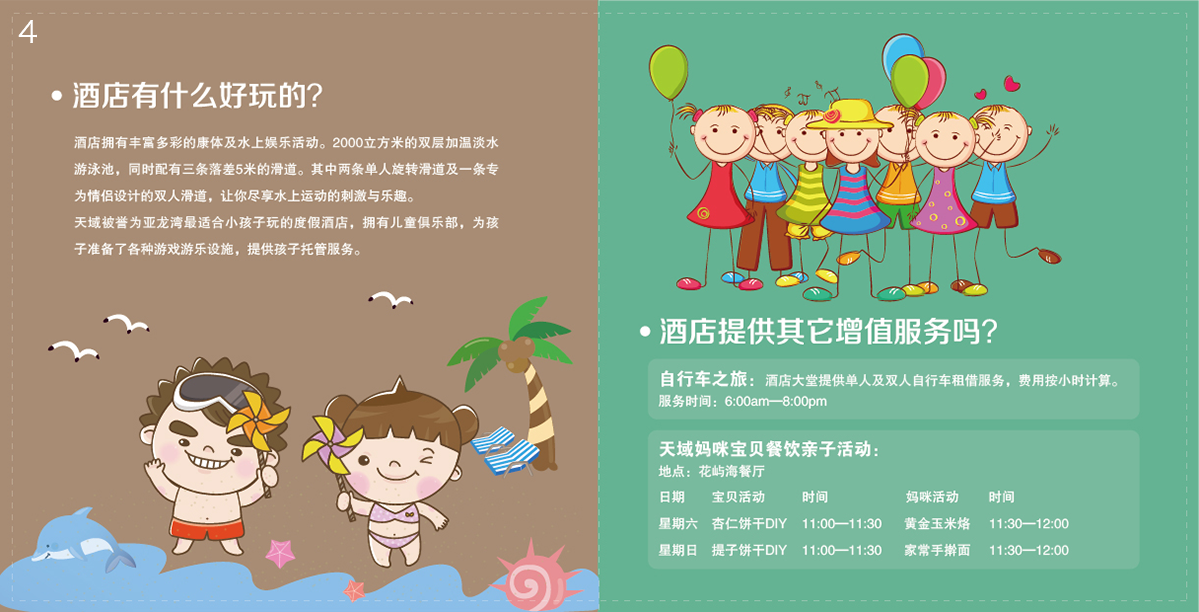 4
• 酒店有什么好玩的?
酒店拥有丰富多彩的康体及水上娱乐活动。2000立方米的双层加温淡水
游泳池，同时配有三条落差5米的滑道。其中两条单人旋转滑道及一条专
为情侣设计的双人滑道，让你尽享水上运动的刺激与乐趣。
天域被誉为亚龙湾最适合小孩子玩的度假酒店，拥有儿童俱乐部，为孩
子准备了各种游戏游乐设施，提供孩子托管服务。
• 酒店提供其它增值服务吗?
自行车之旅：酒店大堂提供单人及双人自行车租借服务，费用按小时计算。
服务时间：6:00am—8:00pm
天域妈咪宝贝餐饮亲子活动：
地点：花屿海餐厅
日期 宝贝活动 时间 妈咪活动 时间
星期六 杏仁饼干DIY 11:00—11:30 黄金玉米烙 11:30—12:00
星期日 提子饼干DIY 11:00—11:30 家常手擀面 11:30—12:00